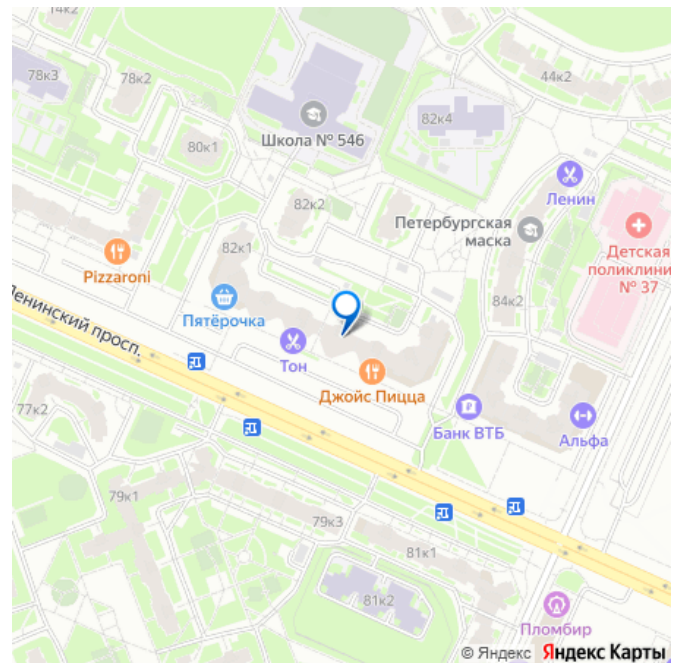 14к2
78к3
78к2
44к2
82к4
Школа № 546
80к1
Ленин
82к2
Петербургская
маска
82к1
Детская
поликлини
№ 37
Pizzaroni
84к2
Ленинский просп.
Пятёрочка
Тон
Джойс Пицца
77к2
Банк ВТБ
Альфа
79к1
79к3
81к1
81к2
Пломбир
© Яндекс Яндекс Карты